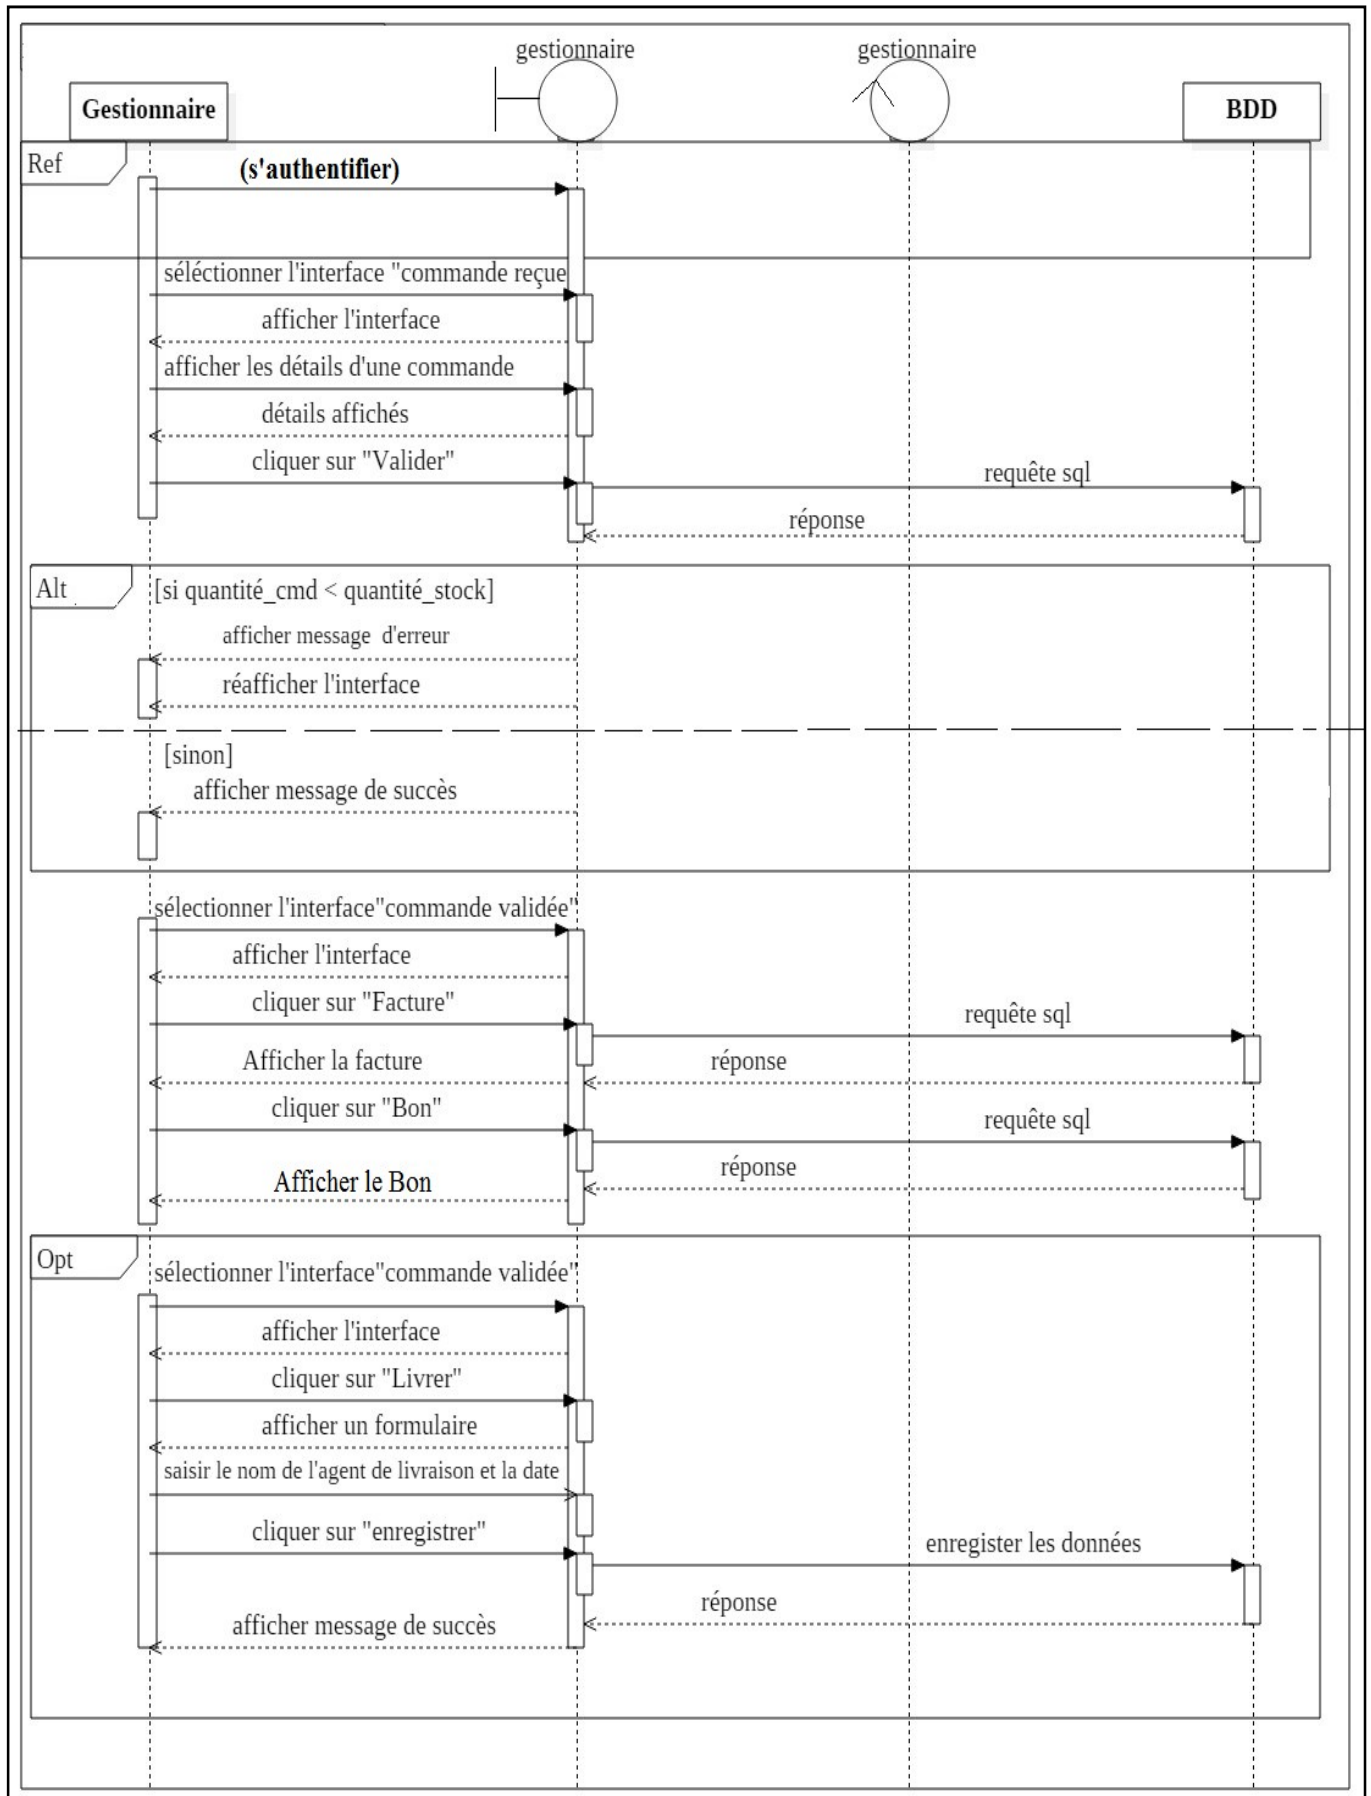 gestionnaire
gestionnaire
Gestionnaire
BDD
Ref
(s'authentifier)
séléctionner l'interface "commande reçue
afficher l'interface
afficher les détails d'une commande
détails affichés
cliquer sur "Valider"
requête sql
réponse
Alt
[si quantité_cmd < quantité_stock]
afficher message d'erreur
réafficher l'interface
[sinon]
afficher message de succès
sélectionner l'interface"commande validée"
afficher l'interface
cliquer sur "Facture"
requête sql
Afficher la facture
réponse
cliquer sur "Bon"
requête sql
réponse
Afficher le Bon
Opt
sélectionner l'interface"commande validée"
afficher l'interface
cliquer sur "Livrer"
afficher un formulaire
saisir le nom de l'agent de livraison et la date
cliquer sur "enregistrer"
enregister les données
réponse
afficher message de succès